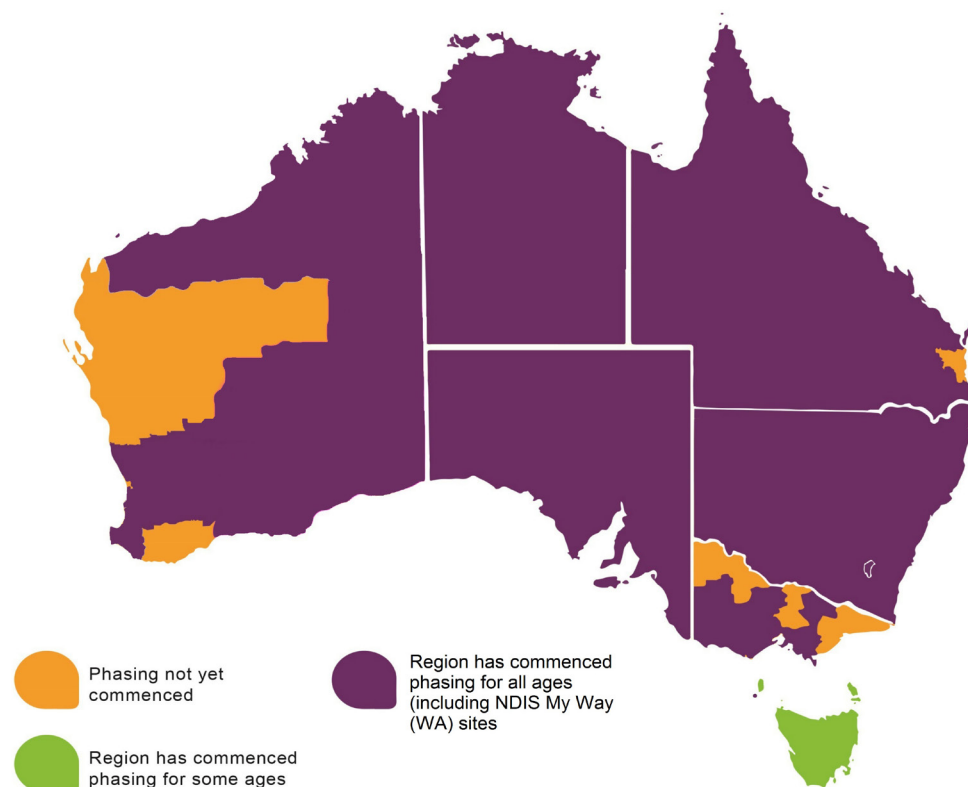 Phasing not yet
commenced
Region has commenced
phasing for all ages
(including NDIS My Way
(WA) sites
Region has commenced
phasing for some ages